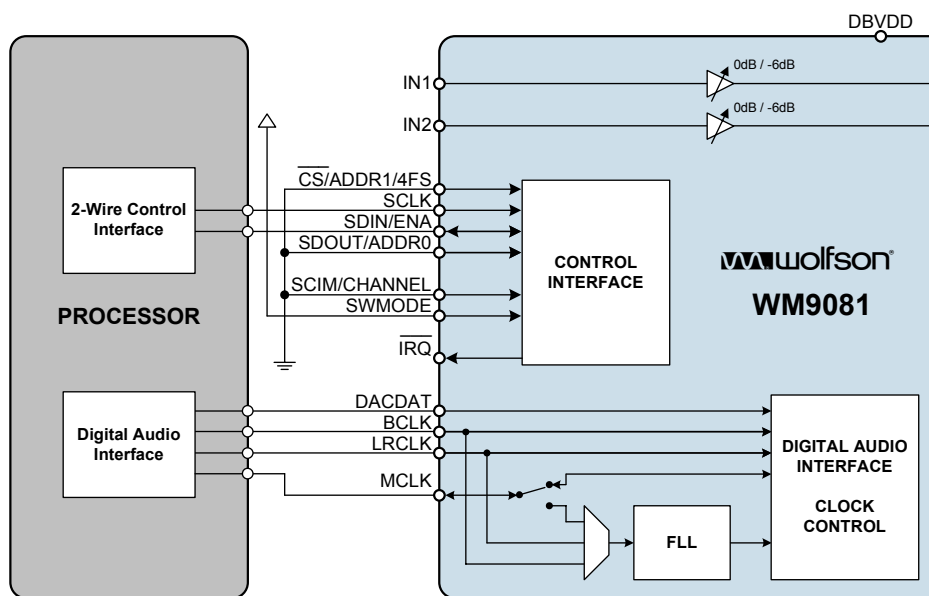 DBVDD
IN1
0dB / -6dB
IN2
0dB / -6dB
2-Wire Control
Interface
PROCESSOR
Digital Audio
Interface
CS/ADDR1/4FS
SCLK
SDIN/ENA
SDOUT/ADDR0
SCIM/CHANNEL
SWMODE
IRQ
CONTROL
INTERFACE
wolfson®
WM9081
DACDAT
BCLK
LRCLK
MCLK
FLL
DIGITAL AUDIO
INTERFACE
CLOCK
CONTROL